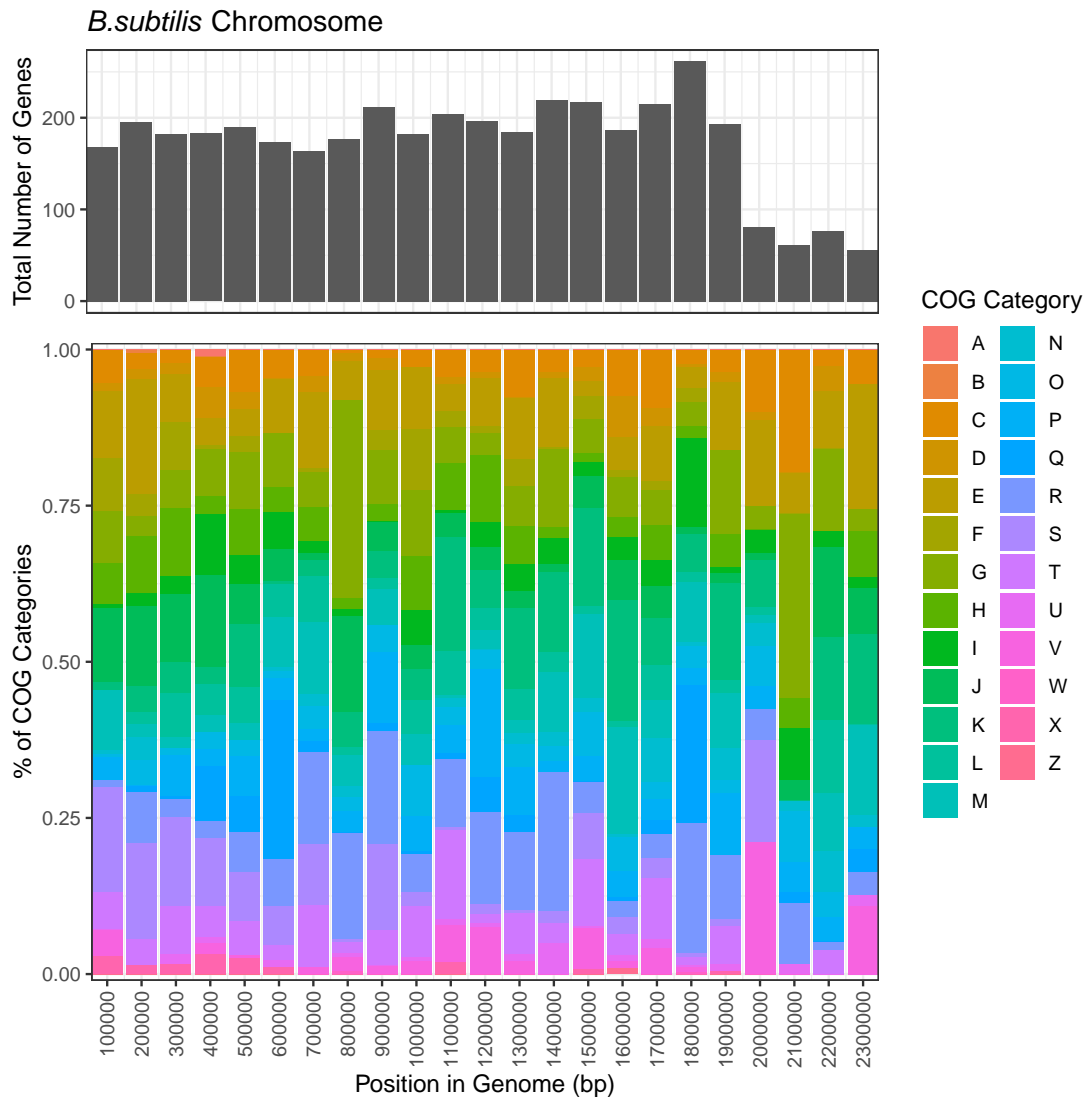 B.subtilis Chromosome
Total Number of Genes
200
100
0
% of COG Categories
1.00
0.75
0.50
0.25
0.00
100000
200000
300000
400000
500000
600000
700000
800000
900000
1000000
1100000
1200000
1300000
1400000
1500000
1600000
1700000
1800000
1900000
2000000
2100000
2200000
2300000
Position in Genome (bp)
COG Category
A
B
C
D
E
F
G
H
I
J
K
L
M
N
O
P
Q
R
S
T
U
V
W
X
Z